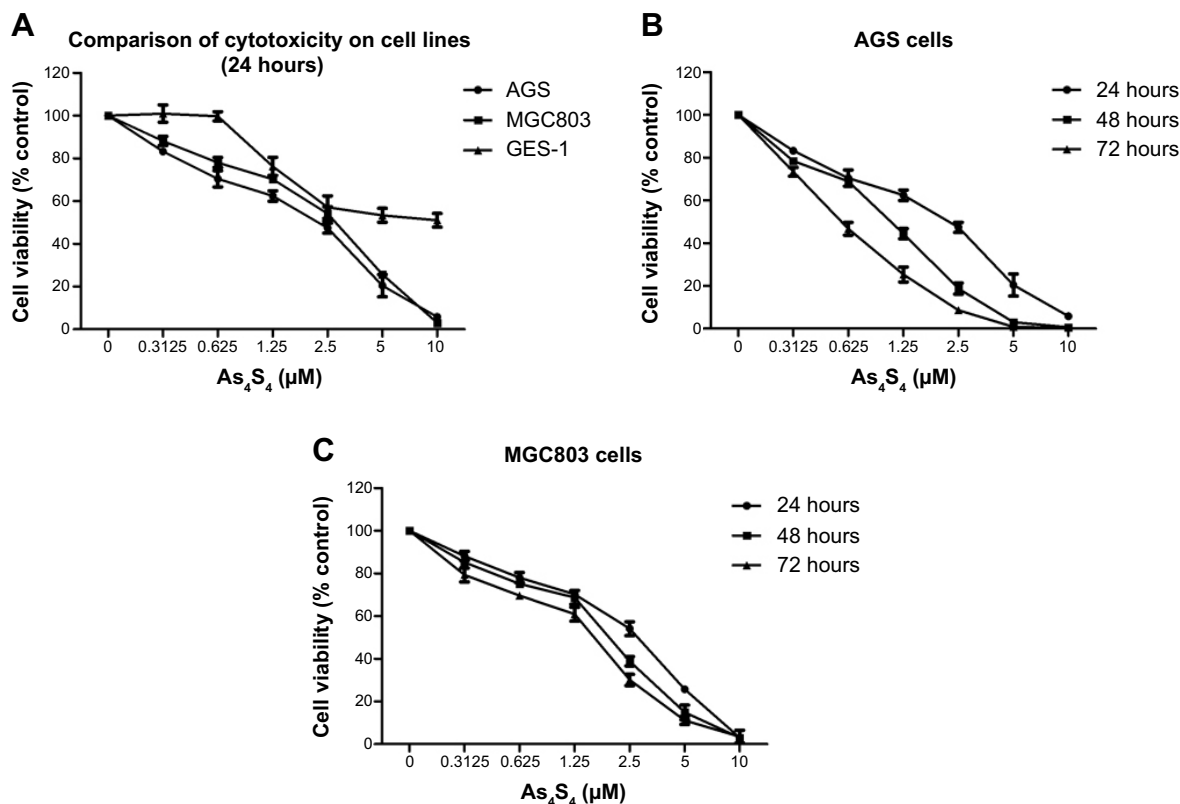 A
Comparison of cytotoxicity on cell lines
(24 hours)
120
100
80
60
40
20
0
Cell viability (% control)
0 0.3125 0.625 1.25 2.5 5 10
As₄S₄ (µM)
AGS
MGC803
GES-1
B
AGS cells
120
100
80
60
40
20
0
Cell viability (% control)
0 0.3125 0.625 1.25 2.5 5 10
As₄S₄ (µM)
24 hours
48 hours
72 hours
C
MGC803 cells
120
100
80
60
40
20
0
Cell viability (% control)
0 0.3125 0.625 1.25 2.5 5 10
As₄S₄ (µM)
24 hours
48 hours
72 hours